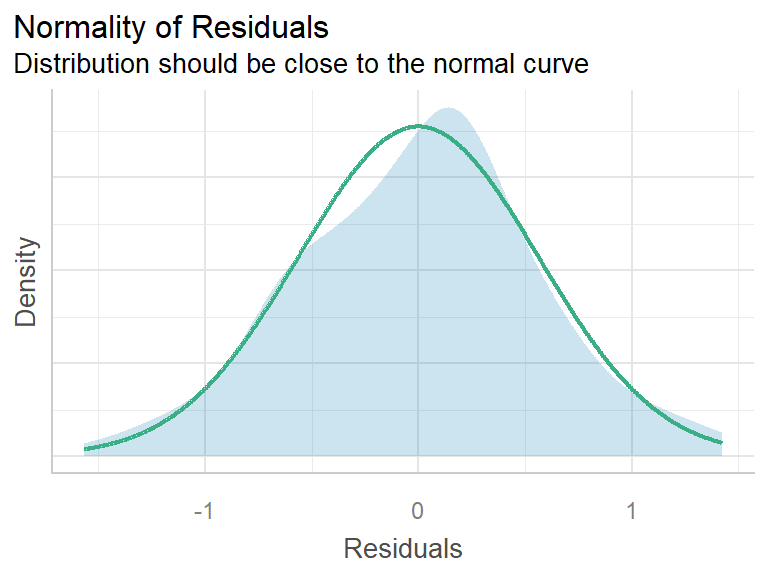 Normality of Residuals
Distribution should be close to the normal curve
Density
-1
0
1
Residuals